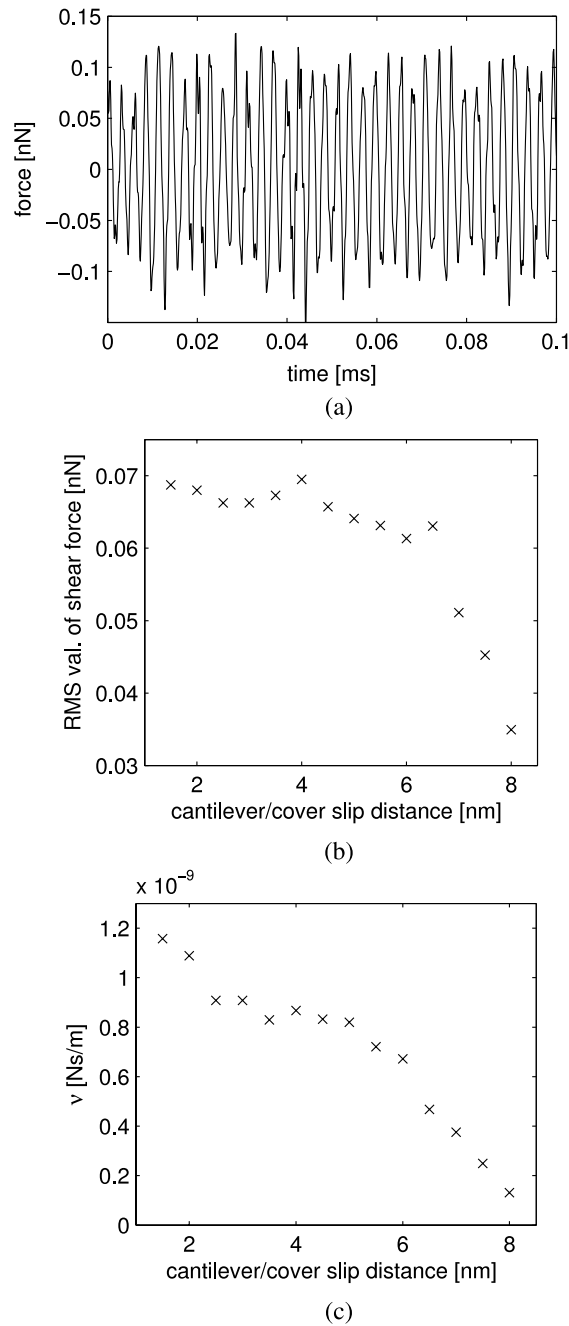 0.15
0.1
0.05
0
−0.05
−0.1
force [nN]
0 0.02 0.04 0.06 0.08 0.1
time [ms]
(a)
0.07
0.06
0.05
0.04
0.03
RMS val. of shear force [nN]
2 4 6 8
cantilever/cover slip distance [nm]
(b)
x 10⁻⁹
1.2
1
0.8
0.6
0.4
0.2
0
ν [Ns/m]
2 4 6 8
cantilever/cover slip distance [nm]
(c)